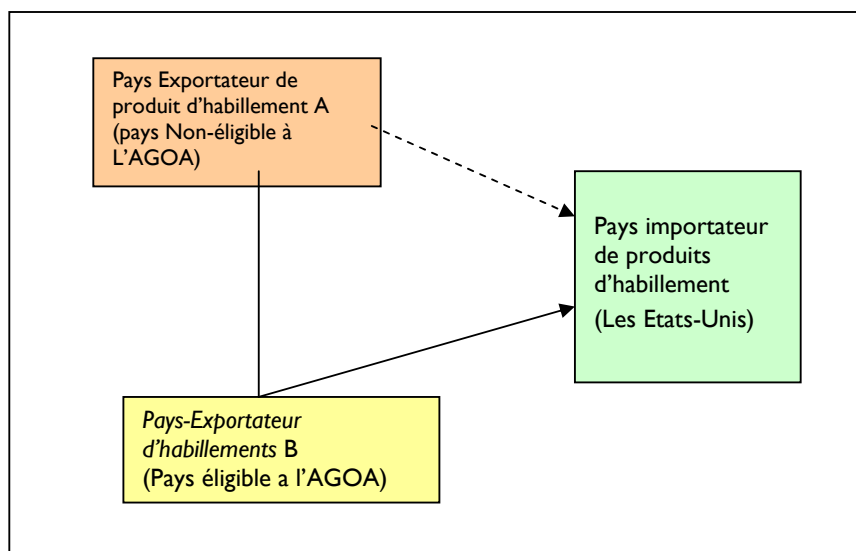 Pays Exportateur de
produit d’habillement A
(pays Non-éligible à
L’AGOA)
Pays importateur
de produits
d’habillement
(Les Etats-Unis)
Pays-Exportateur
d’habillements B
(Pays éligible a l’AGOA)